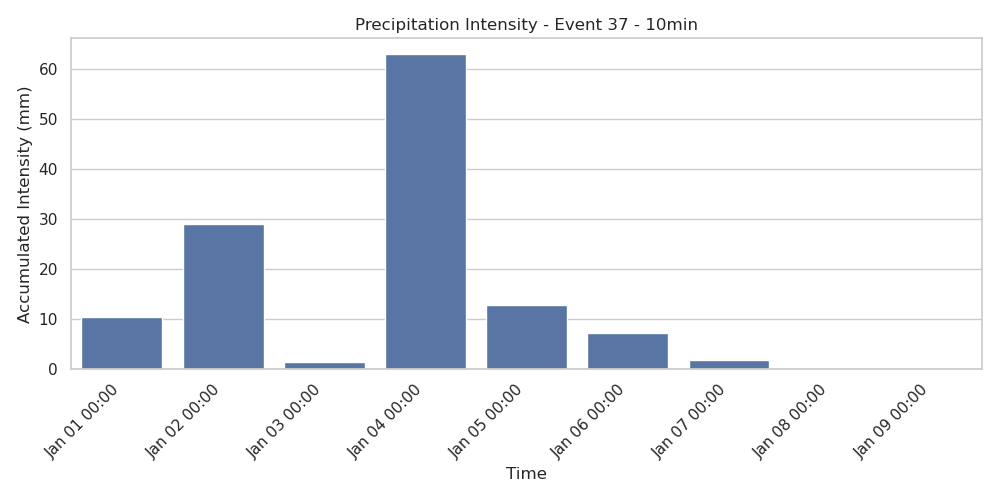 Precipitation Intensity - Event 37 - 10min
Accumulated Intensity (mm)
60
50
40
30
20
10
0
Jan 01 00:00
Jan 02 00:00
Jan 03 00:00
Jan 04 00:00
Jan 05 00:00
Jan 06 00:00
Jan 07 00:00
Jan 08 00:00
Jan 09 00:00
Time